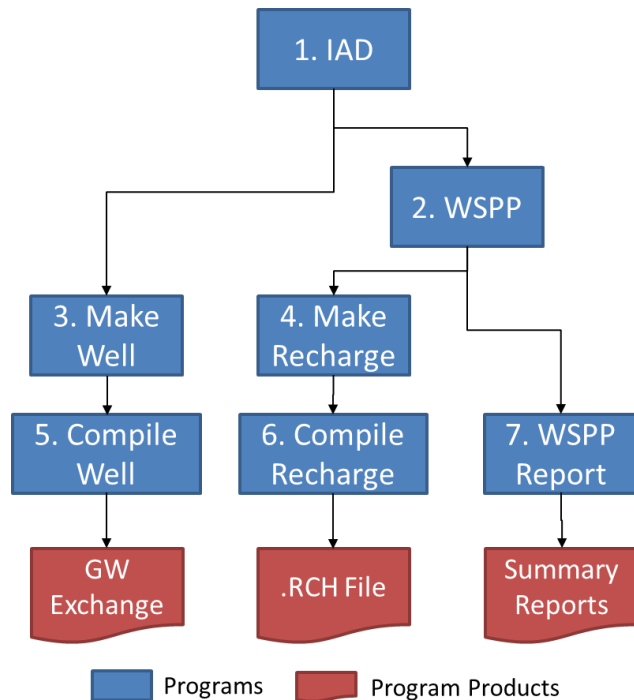 1. IAD
2. WSPP
3. Make
Well
4. Make
Recharge
5. Compile
Well
6. Compile
Recharge
7. WSPP
Report
GW
Exchange
.RCH File
Summary
Reports
Programs
Program Products